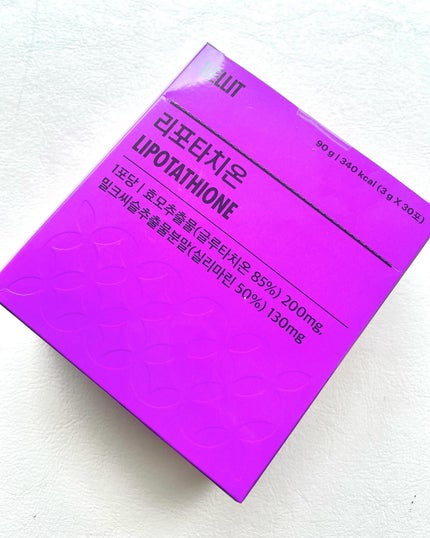 리포타치온
LIPOTATHIONE
90 g | 340 kcal (3 g X 30포)
1포당 | 효모추출물(글루타치온 85%) 200mg,
밀크씨슬추출물분말(실리마린 50%) 130mg